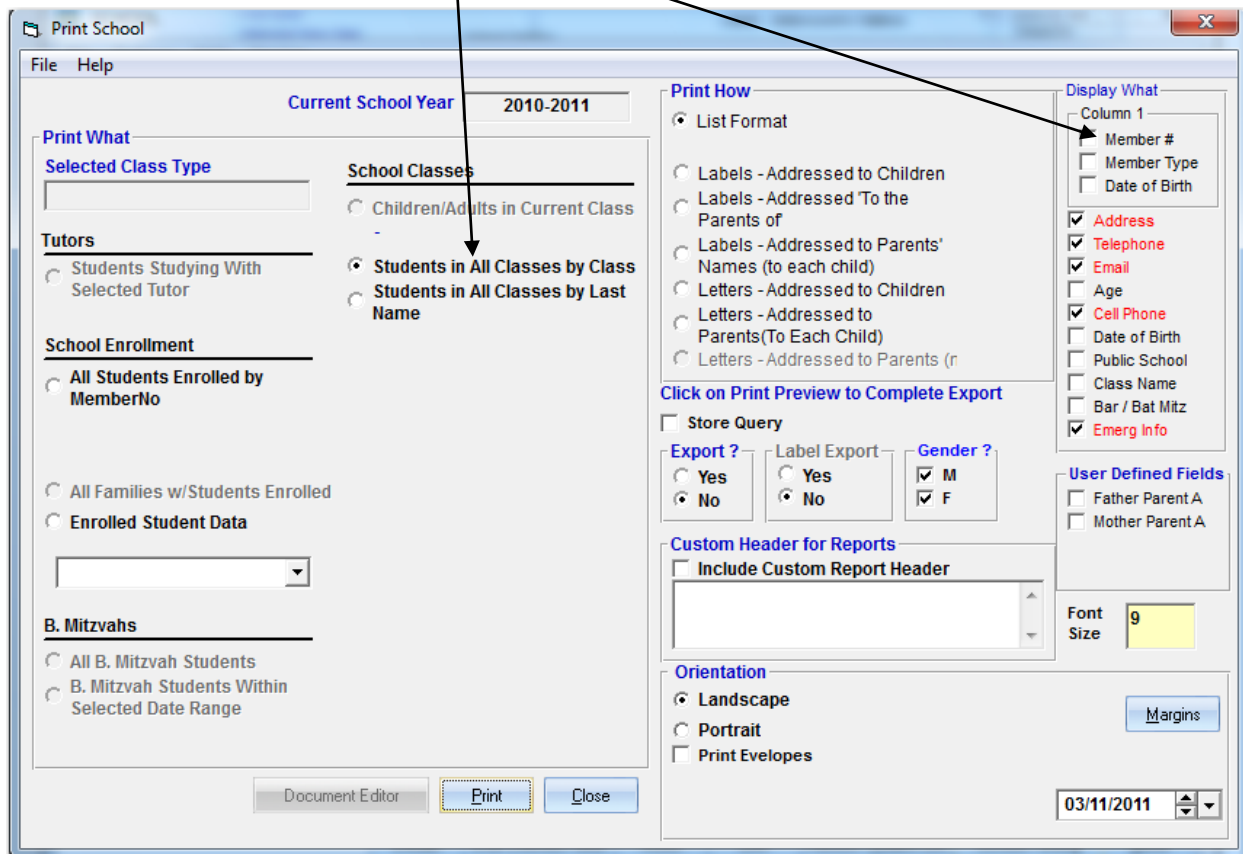 Print School
X
File Help
Current School Year 2010-2011
Print What
Selected Class Type
Tutors
Students Studying With
Selected Tutor
School Enrollment
All Students Enrolled by
MemberNo
All Families w/Students Enrolled
Enrolled Student Data
B. Mitzvahs
All B. Mitzvah Students
B. Mitzvah Students Within
Selected Date Range
School Classes
Children/Adults in Current Class
-
Students in All Classes by Class
Students in All Classes by Last
Name
Document Editor
Print
Close
Print How
List Format
Labels - Addressed to Children
Labels - Addressed 'To the
Parents of'
Labels - Addressed to Parents'
Names (to each child)
Letters - Addressed to Children
Letters - Addressed to
Parents(To Each Child)
Letters - Addressed to Parents (n
Click on Print Preview to Complete Export
Store Query
Export ?
Yes
No
Label Export
Yes
No
Gender ?
M
F
Custom Header for Reports
Include Custom Report Header
Orientation
Landscape
Portrait
Print Evelopes
Display What
Column 1
Member #
Member Type
Date of Birth
Address
Telephone
Email
Age
Cell Phone
Date of Birth
Public School
Class Name
Bar / Bat Mitz
Emerg Info
User Defined Fields
Father Parent A
Mother Parent A
Font
Size
9
Margins
03/11/2011